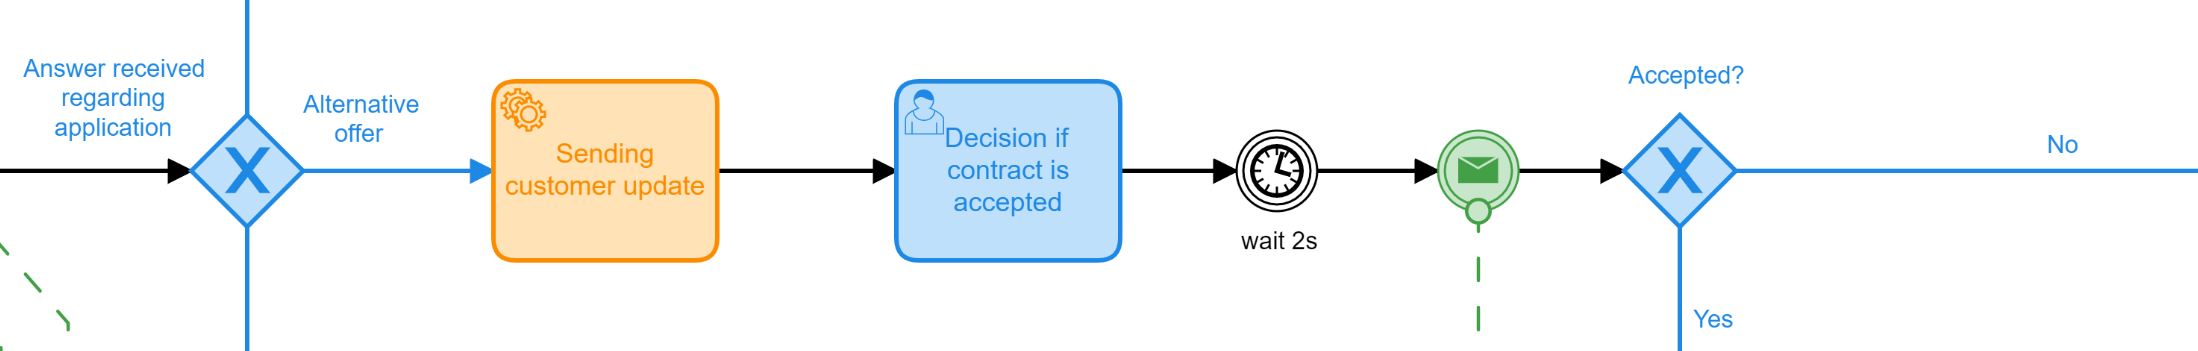 Answer received
regarding
application
Alternative
offer
Sending
customer update
Decision if
contract is
accepted
wait 2s
Accepted?
No
Yes